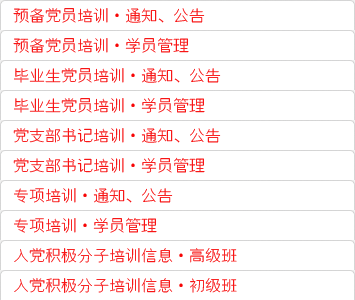 预备党员培训・通知、公告
预备党员培训・学员管理
毕业生党员培训・通知、公告
毕业生党员培训・学员管理
党支部书记培训・通知、公告
党支部书记培训・学员管理
专项培训・通知、公告
专项培训・学员管理
入党积极分子培训信息・高级班
入党积极分子培训信息・初级班